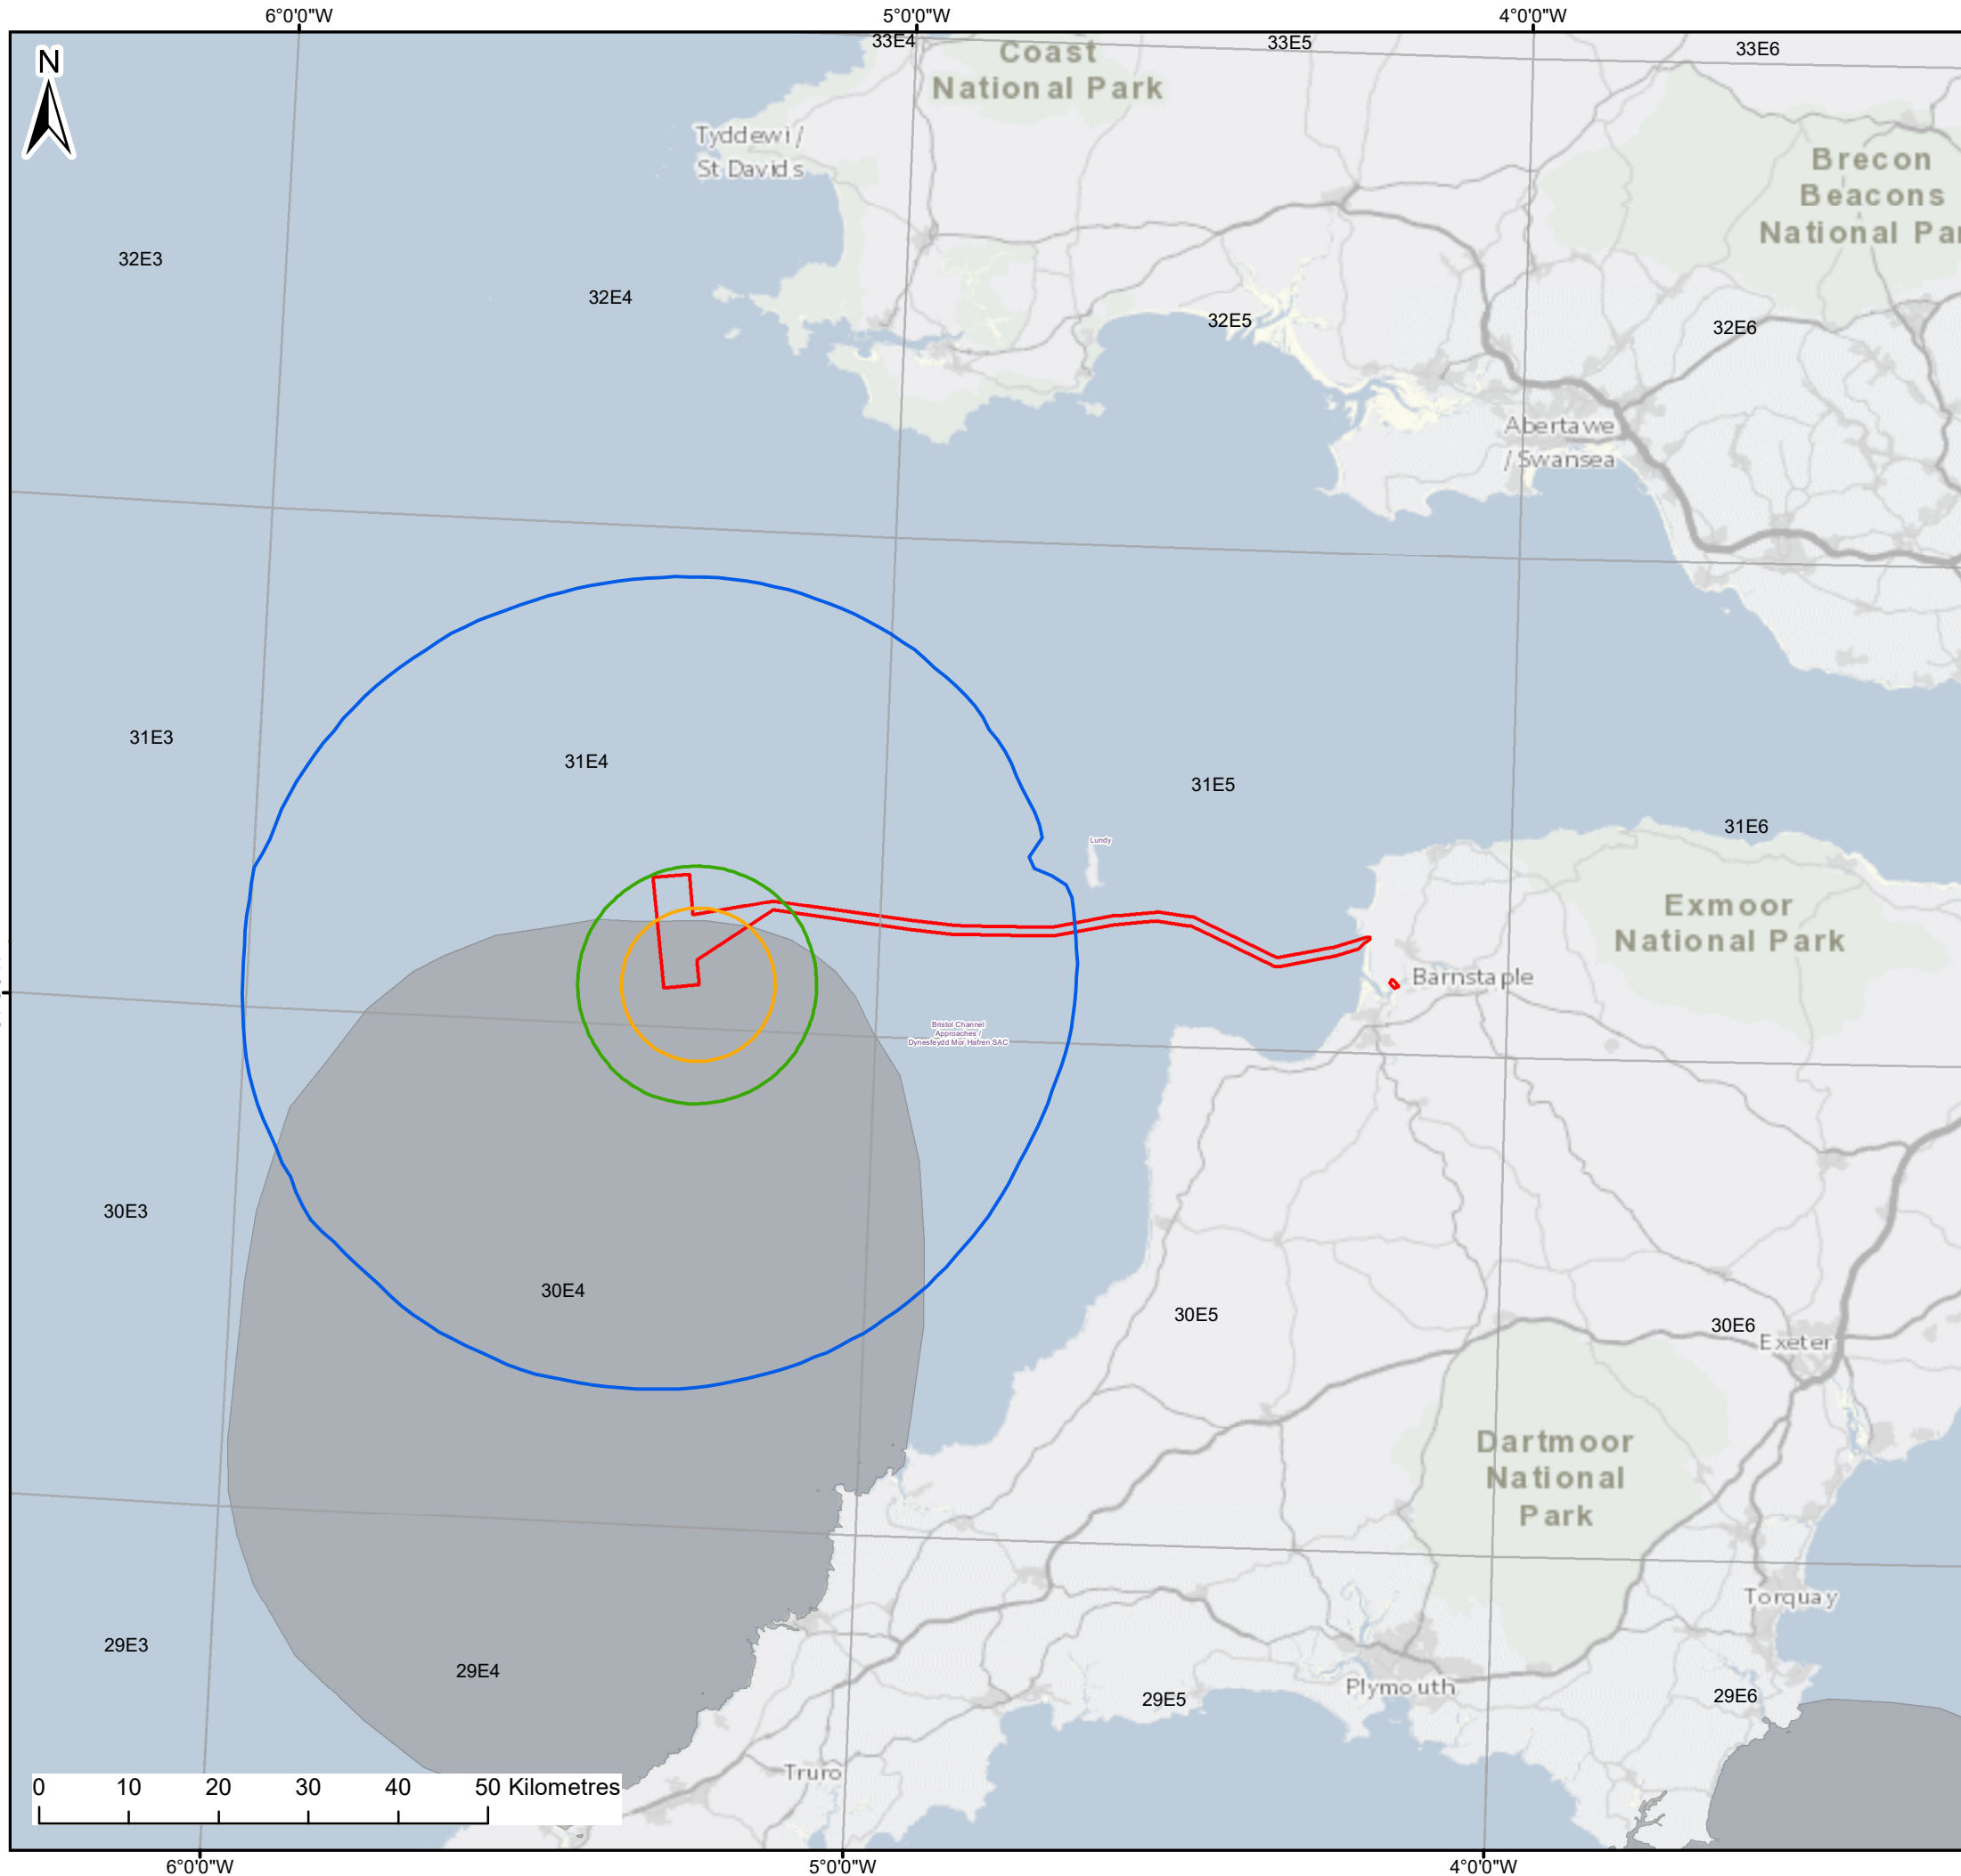 6°0'0"W
5°0'0"W
4°0'0"W
33E4
33E5
33E6
N
Coast
National Park
Tyddewi /
St Davids
Brecon
Beacons
National Par
32E3
32E4
32E5
32E6
Abertawe
/ Swansea
31E3
31E4
31E5
31E6
Lundy
Exmoor
National Park
Barnstaple
Bristol Channel
Approaches /
Dynesfeydd Môr Hafren SAC
30E3
30E4
30E5
30E6
Exeter
Dartmoor
National
Park
Torquay
29E3
29E4
29E5
29E6
Plymouth
Truro
0 10 20 30 40 50 Kilometres
6°0'0"W
5°0'0"W
4°0'0"W